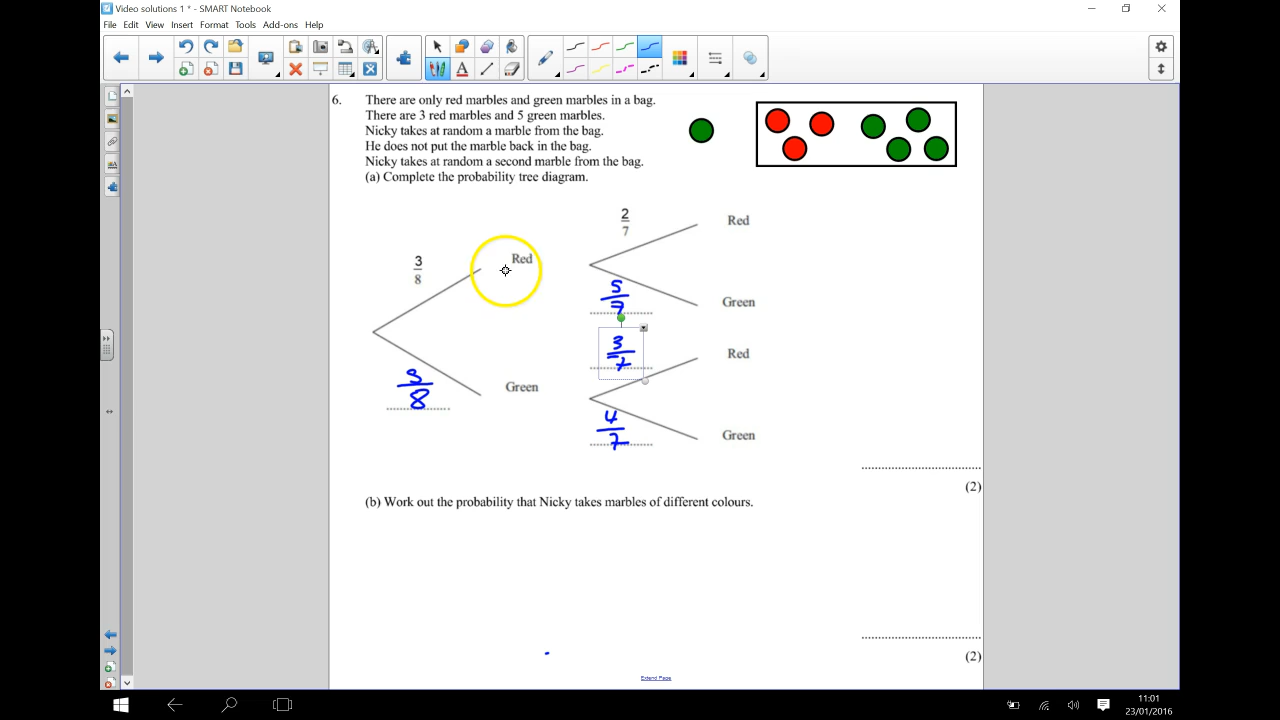 Video solutions 1 * - SMART Notebook
File Edit View Insert Format Tools Add-ons Help
6. There are only red marbles and green marbles in a bag.
There are 3 red marbles and 5 green marbles.
Nicky takes at random a marble from the bag.
He does not put the marble back in the bag.
Nicky takes at random a second marble from the bag.
(a) Complete the probability tree diagram.
2
7
Red
3
8
Red
5
7
Green
3
7
Red
5
8
Green
4
7
Green
(2)
(b) Work out the probability that Nicky takes marbles of different colours.
(2)
Extend Page
11:01
23/01/2016